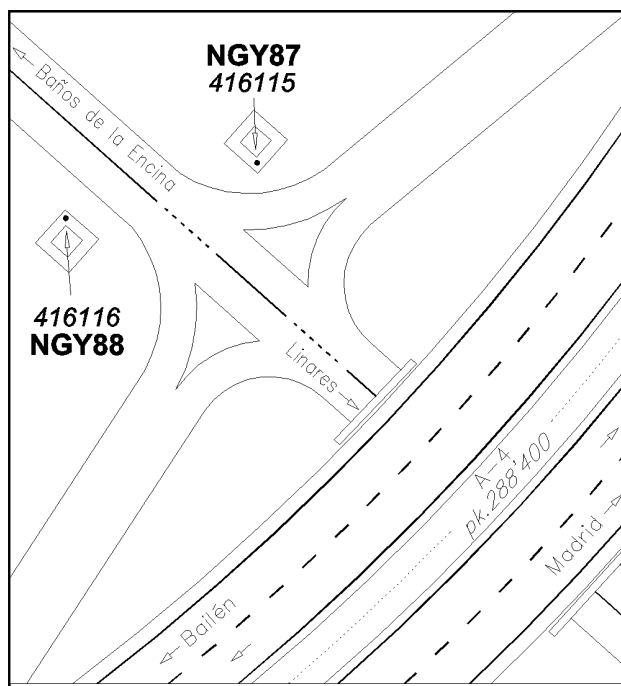 NGY87
416115
Baños de la Encina
416116
NGY88
Linares
A-4
pk.288'400
Madrid
Bailén